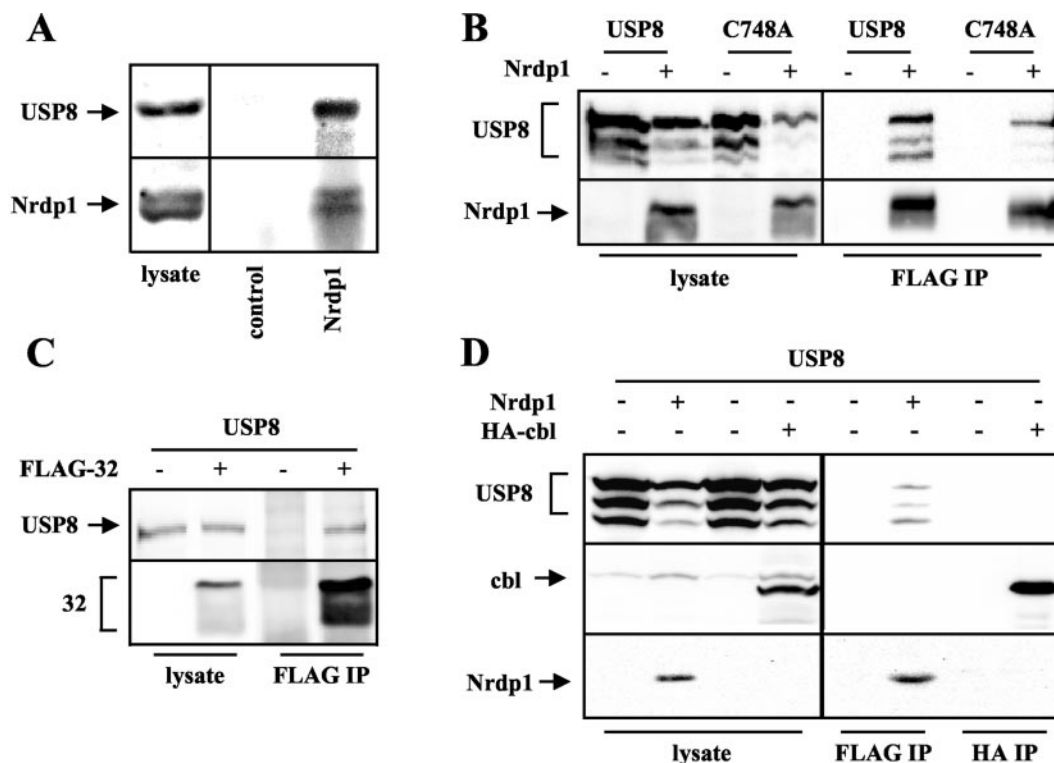 A
USP8
Nrdp1
lysate
control
Nrdp1
B
USP8 C748A USP8 C748A
Nrdp1 - + - + - + - +
USP8
Nrdp1
lysate FLAG IP
C
USP8
FLAG-32 - + - +
USP8
32
lysate FLAG IP
D
USP8
Nrdp1 - + - - - + - -
HA-cbl - - - + - - - +
USP8
cbl
Nrdp1
lysate FLAG IP HA IP